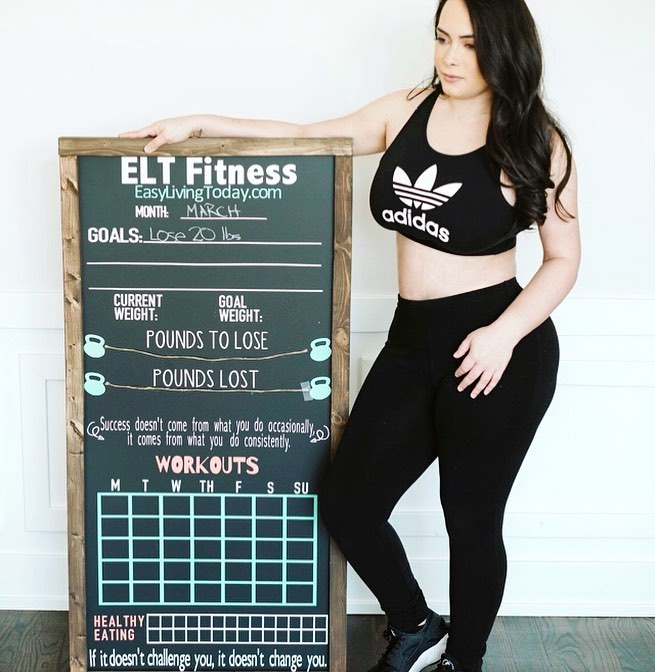 ELT Fitness
EasyLivingToday.com
MONTH: MARCH
GOALS: Lose 20 lbs
CURRENT WEIGHT:
GOAL WEIGHT:
POUNDS TO LOSE
POUNDS LOST
Success doesn't come from what you do occasionally,
it comes from what you do consistently.
WORKOUTS
M T W TH F S SU
HEALTHY
EATING
If it doesn't challenge you, it doesn't change you.
adidas